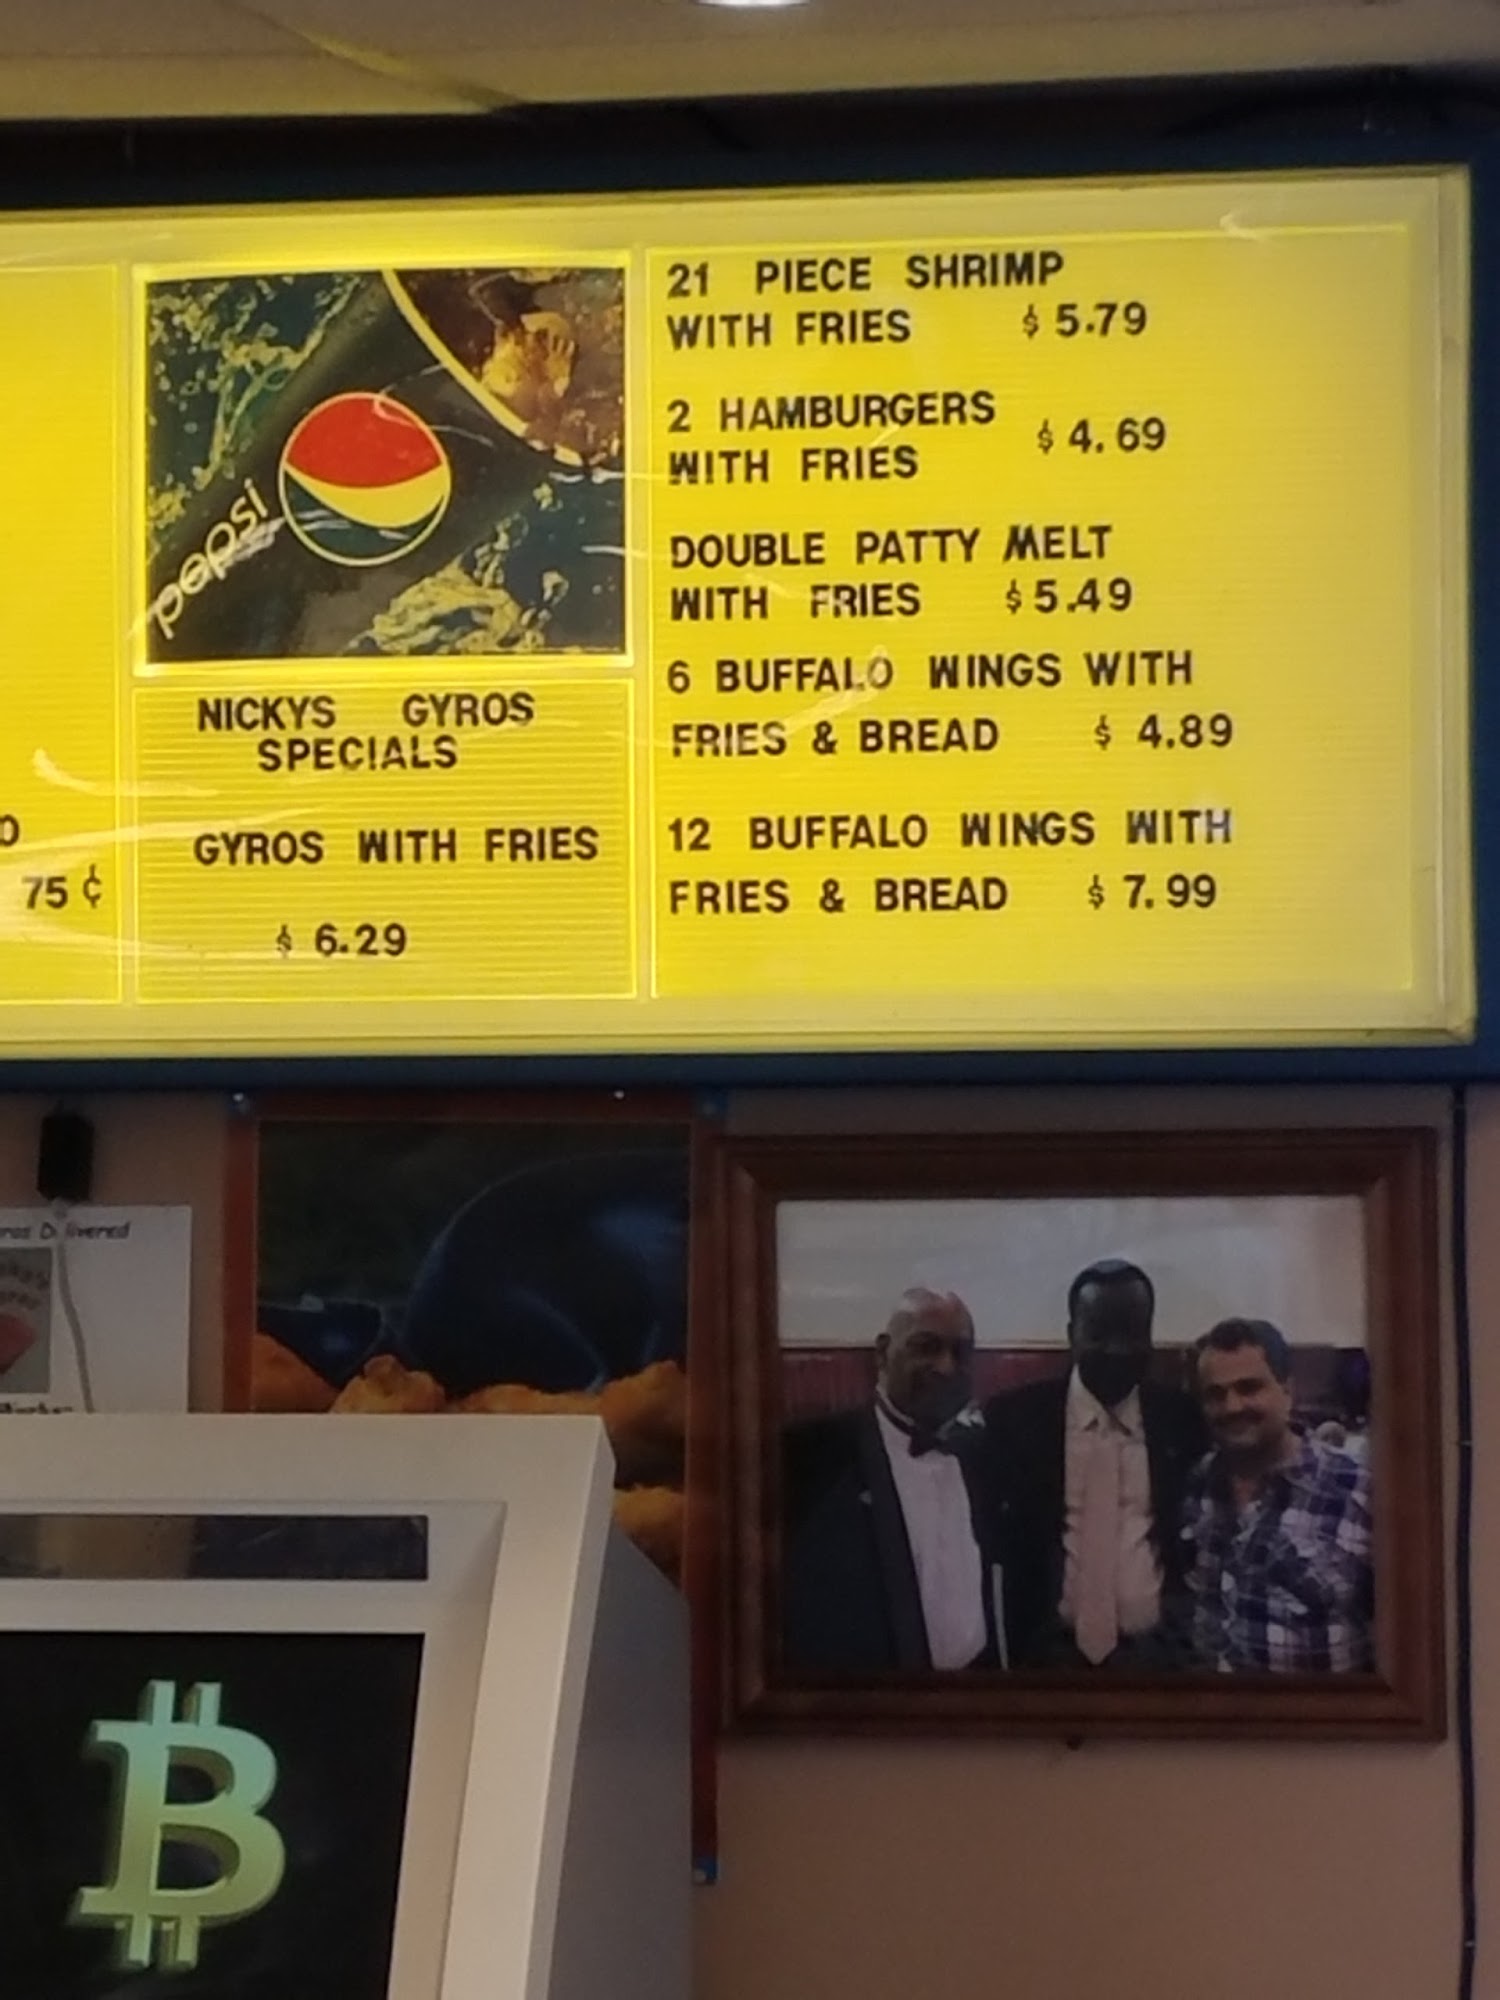 75 ¢
pepsi
NICKYS GYROS
SPECIALS
GYROS WITH FRIES
$ 6.29
21 PIECE SHRIMP
WITH FRIES $ 5.79
2 HAMBURGERS
WITH FRIES $ 4.69
DOUBLE PATTY MELT
WITH FRIES $ 5.49
6 BUFFALO WINGS WITH
FRIES & BREAD $ 4.89
12 BUFFALO WINGS WITH
FRIES & BREAD $ 7.99
Delivered
₿